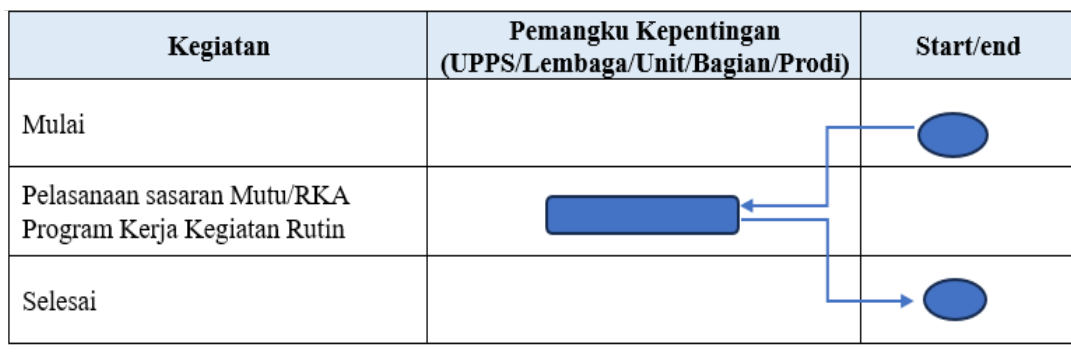 Kegiatan
Pemangku Kepentingan
(UPPS/Lembaga/Unit/Bagian/Prodi)
Start/end
Mulai
Pelasanaan sasaran Mutu/RKA
Program Kerja Kegiatan Rutin
Selesai